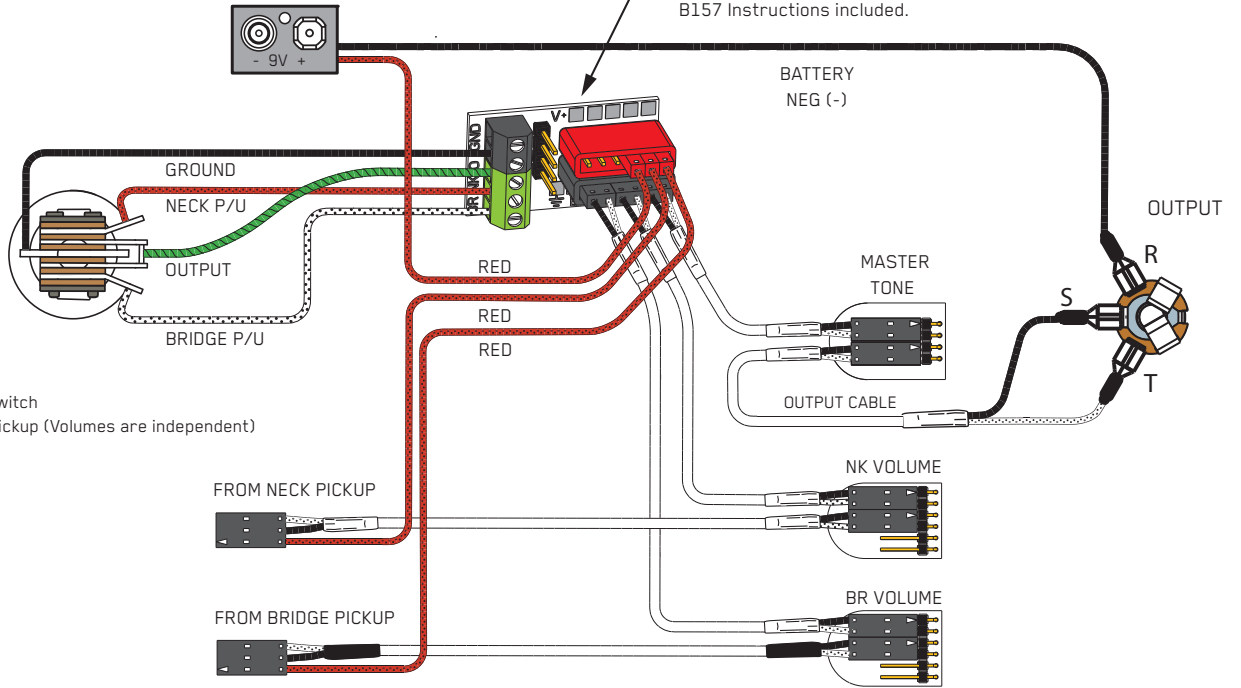 B157 Instructions included.
- 9V +
BATTERY
NEG (-)
V+
GND
O
NK
BR
GROUND
NECK P/U
OUTPUT
BRIDGE P/U
OUTPUT
R
S
T
RED
RED
RED
MASTER
TONE
OUTPUT CABLE
witch
ickup (Volumes are independent)
NK VOLUME
FROM NECK PICKUP
BR VOLUME
FROM BRIDGE PICKUP